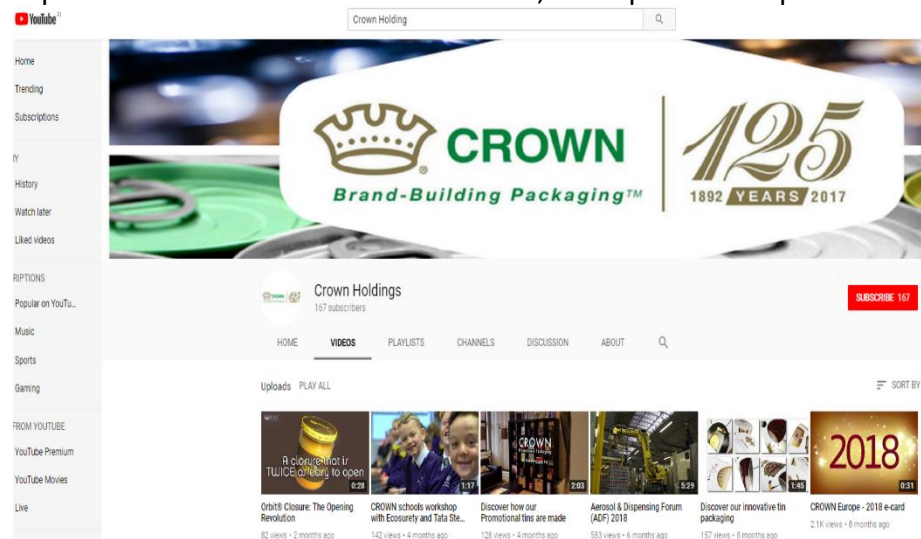 YouTube FI
Crown Holding
Home
Trending
Subscriptions
RY
History
Watch later
Liked videos
RIPTIONS
Popular on YouTu...
Music
Sports
Gaming
FROM YOUTUBE
YouTube Premium
YouTube Movies
Live
CROWN
Brand-Building Packaging™
125
1892 YEARS 2017
Crown Holdings
167 subscribers
SUBSCRIBE 167
HOME VIDEOS PLAYLISTS CHANNELS DISCUSSION ABOUT
Uploads PLAY ALL
SORT BY
A closure that is
TWICE as easy to open
0:28
1:17
CROWN
2:03
5:29
1:45
2018
0:31
Orbit® Closure: The Opening
Revolution
82 views • 2 months ago
CROWN schools workshop
with Ecosurety and Tata Ste...
142 views • 4 months ago
Discover how our
Promotional tins are made
128 views • 4 months ago
Aerosol & Dispensing Forum
(ADF) 2018
583 views • 6 months ago
Discover our innovative tin
packaging
157 views • 8 months ago
CROWN Europe - 2018 e-card
2.1K views • 8 months ago